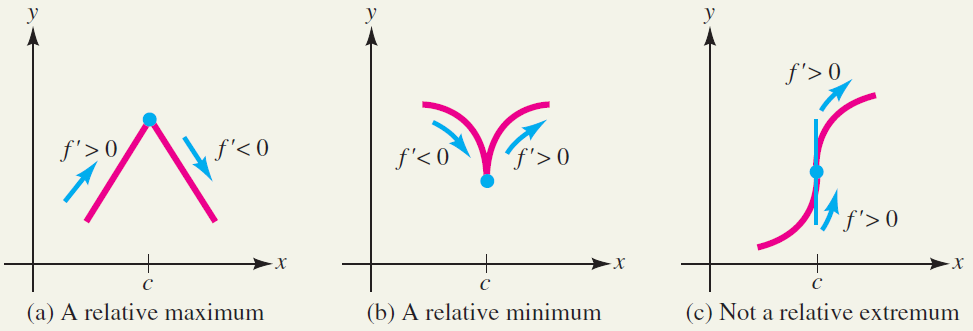 y
f′> 0
f′< 0
c
x
(a) A relative maximum
y
f′< 0
f′> 0
c
x
(b) A relative minimum
y
f′> 0
f′> 0
c
x
(c) Not a relative extremum